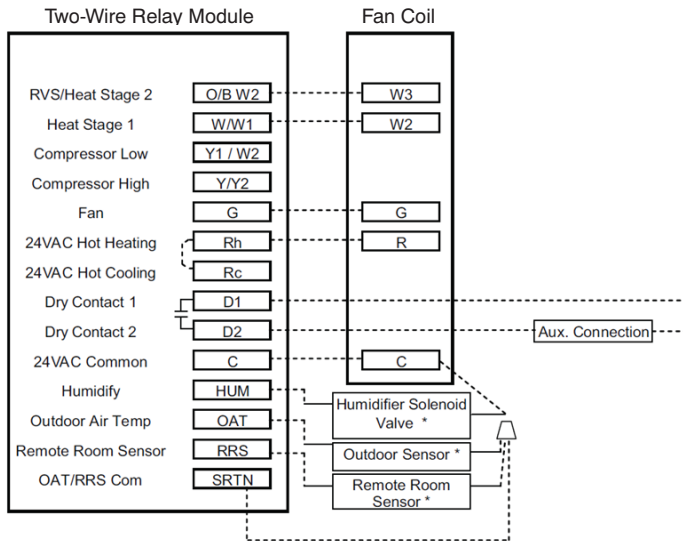 Two-Wire Relay Module Fan Coil
RVS/Heat Stage 2 O/B W2 W3
Heat Stage 1 W/W1 W2
Compressor Low Y1 / W2
Compressor High Y/Y2
Fan G G
24VAC Hot Heating Rh R
24VAC Hot Cooling Rc
Dry Contact 1 D1
Dry Contact 2 D2 Aux. Connection
24VAC Common C C
Humidify HUM
Humidifier Solenoid
Valve *
Outdoor Air Temp OAT
Outdoor Sensor *
Remote Room Sensor RRS
Remote Room
Sensor *
OAT/RRS Com SRTN